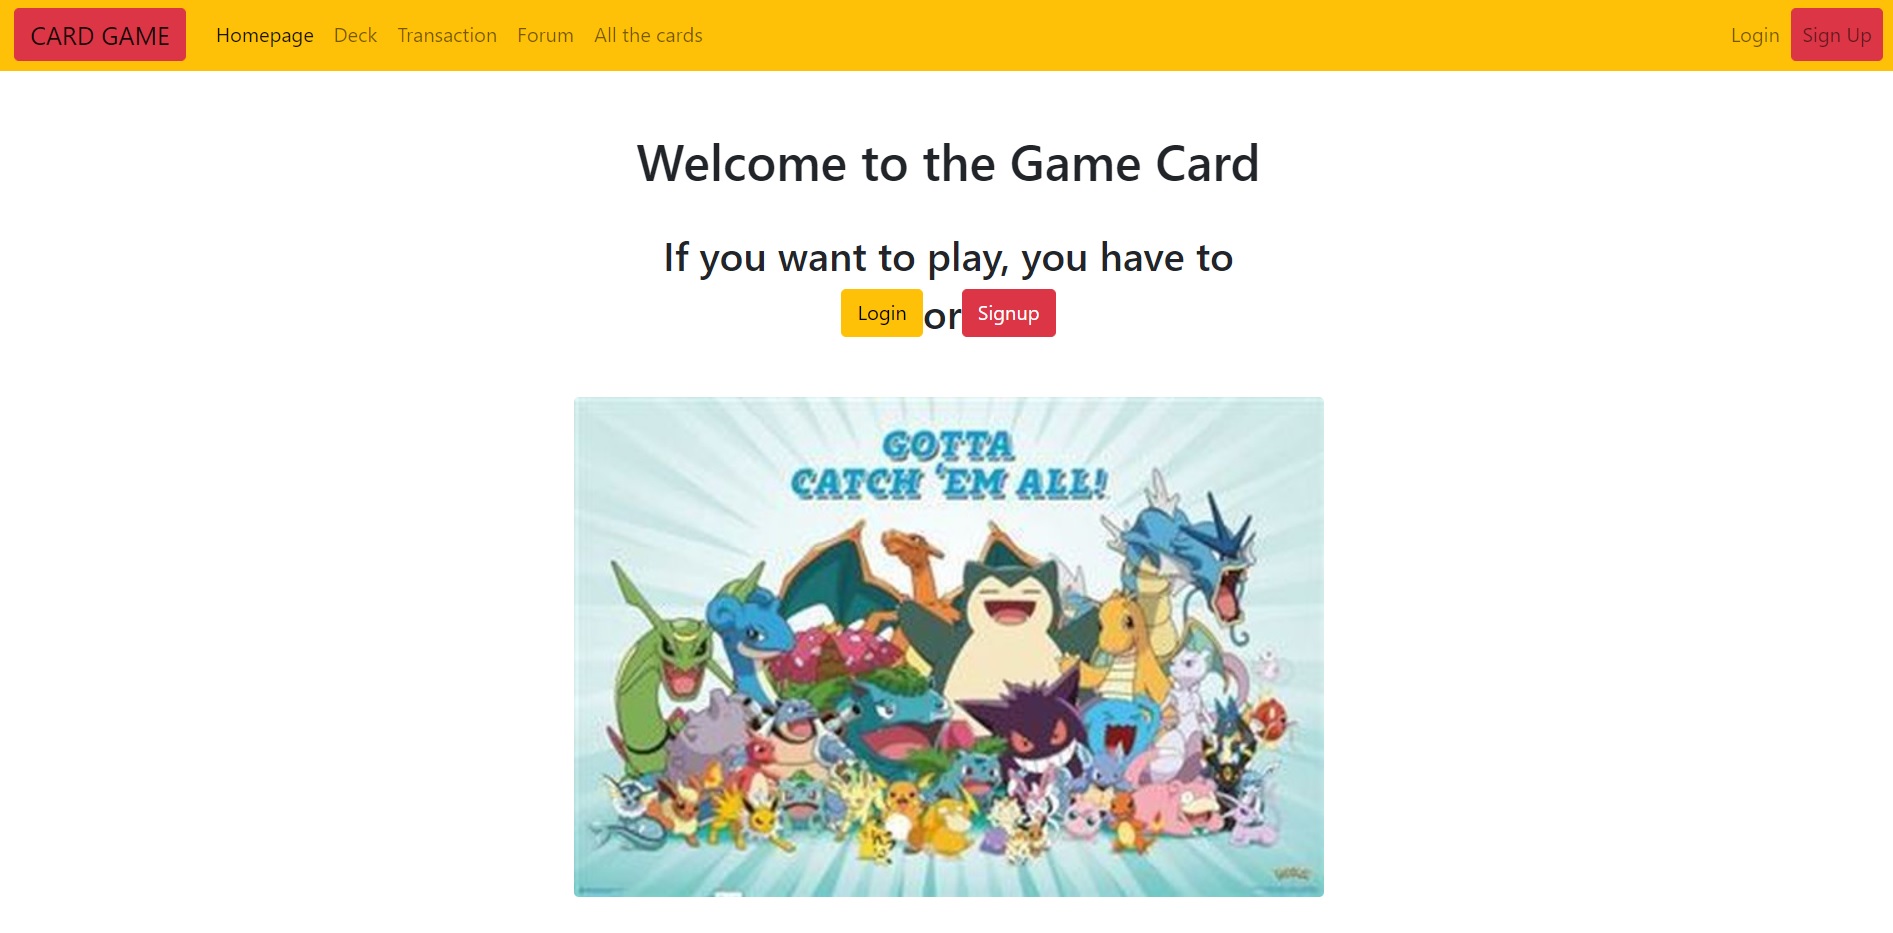 CARD GAME Homepage Deck Transaction Forum All the cards Login Sign Up
Welcome to the Game Card
If you want to play, you have to
Login or Signup
GOTTA
CATCH 'EM ALL!